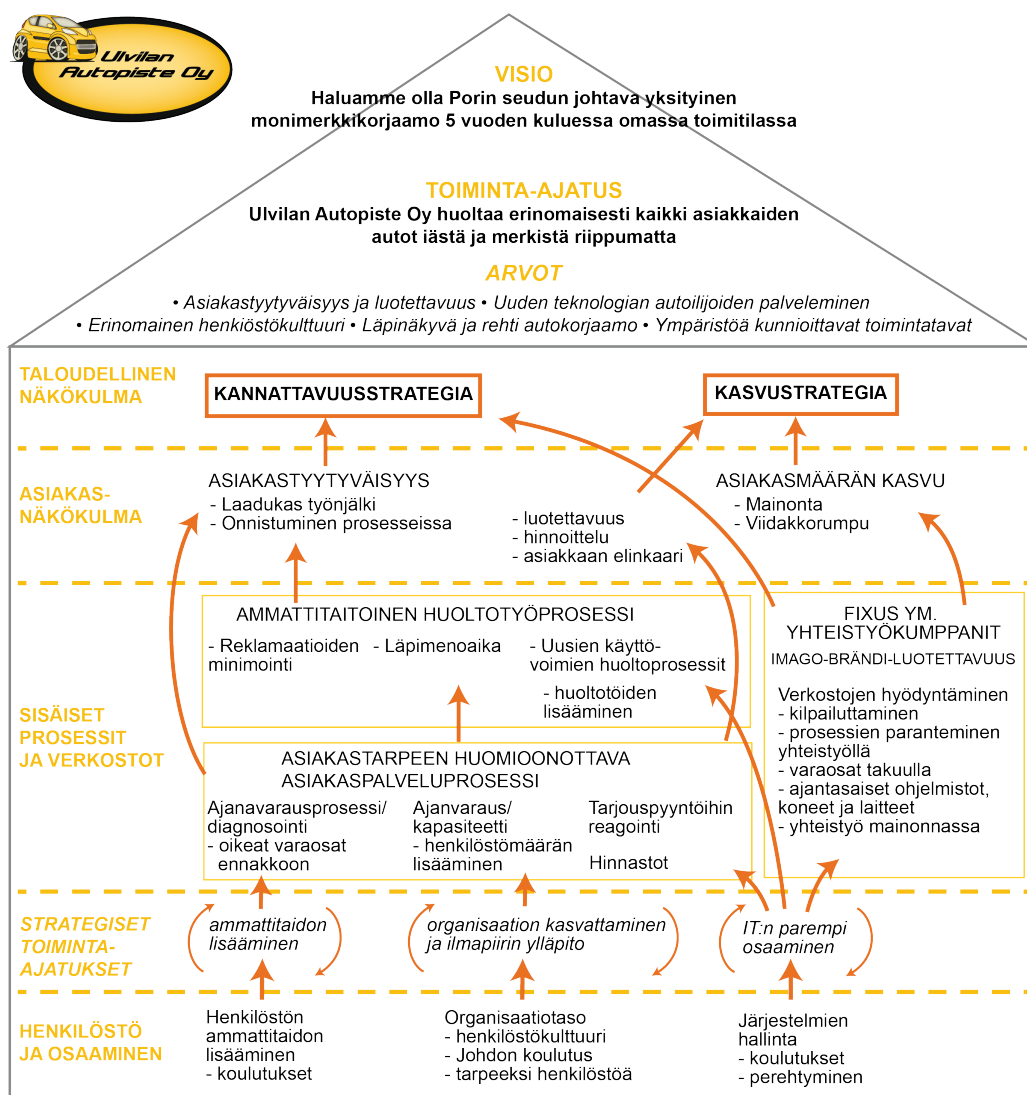 Ulvilan
Autopiste Oy
VISIO
Haluamme olla Porin seudun johtava yksityinen
monimerkkikorjaamo 5 vuoden kuluessa omassa toimitilassa
TOIMINTA-AJATUS
Ulvilan Autopiste Oy huoltaa erinomaisesti kaikki asiakkaiden
autot iästä ja merkistä riippumatta
ARVOT
• Asiakastyytyväisyys ja luotettavuus • Uuden teknologian autoilijoiden palveleminen
• Erinomainen henkiöstökulttuuri • Läpinäkyvä ja rehti autokorjaamo • Ympäristöä kunnioittavat toimintatavat
TALOUDELLINEN
NÄKÖKULMA
KANNATTAVUUSSTRATEGIA
KASVUSTRATEGIA
ASIAKAS-
NÄKÖKULMA
ASIAKASTYYTYVÄISYYS
- Laadukas työnjälki
- Onnistuminen prosesseissa
- luotettavuus
- hinnoittelu
- asiakkaan elinkaari
ASIAKASMÄÄRÄN KASVU
- Mainonta
- Viidakkorumpu
SISÄISET
PROSESSIT
JA VERKOSTOT
AMMATTITAITOINEN HUOLTOTYÖPROSESSI
- Reklamaatioiden
minimointi
- Läpimenoaika
- Uusien käyttö-
voimien huoltoprosessit
- huoltotöiden
lisääminen
FIXUS YM.
YHTEISTYÖKUMPPANIT
IMAGO-BRÄNDI-LUOTETTAVUUS
Verkostojen hyödyntäminen
- kilpailuttaminen
- prosessien paranteminen
yhteistyöllä
- varaosat takuulla
- ajantasaiset ohjelmistot,
koneet ja laitteet
- yhteistyö mainonnassa
ASIAKASTARPEEN HUOMIOONOTTAVA
ASIAKASPALVELUPROSESSI
Ajanavarausprosessi/
diagnosointi
- oikeat varaosat
ennakkoon
Ajanvaraus/
kapasiteetti
- henkilöstömäärän
lisääminen
Tarjouspyyntöihin
reagointi
Hinnastot
STRATEGISET
TOIMINTA-
AJATUKSET
ammattitaidon
lisääminen
organisaation kasvattaminen
ja ilmapiirin ylläpito
IT:n parempi
osaaminen
HENKILÖSTÖ
JA OSAAMINEN
Henkilöstön
ammattitaidon
lisääminen
- koulutukset
Organisaatiotaso
- henkilöstökulttuuri
- Johdon koulutus
- tarpeeksi henkilöstöä
Järjestelmien
hallinta
- koulutukset
- perehtyminen